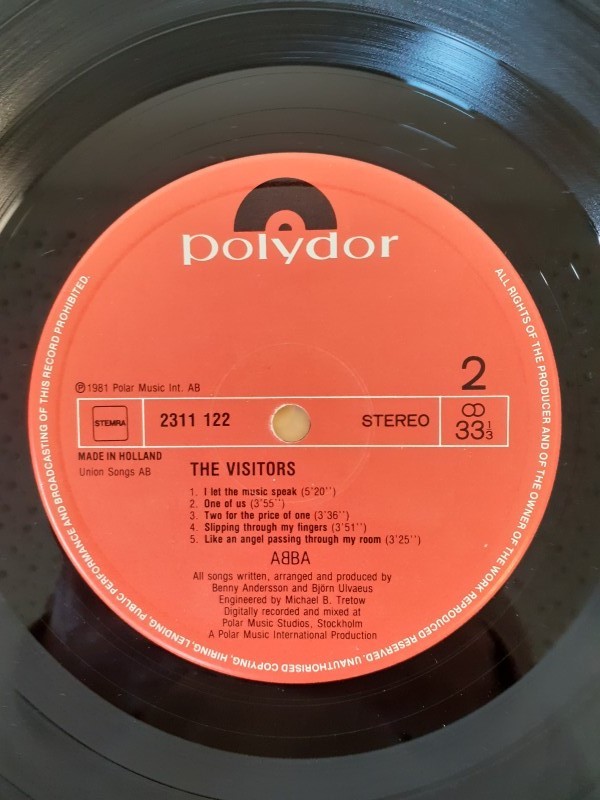 polydor
℗1981 Polar Music Int. AB
2
STEMRA
2311 122
STEREO
33 1/3
MADE IN HOLLAND
Union Songs AB
THE VISITORS
1. I let the music speak (5'20'')
2. One of us (3'55'')
3. Two for the price of one (3'36'')
4. Slipping through my fingers (3'51'')
5. Like an angel passing through my room (3'25'')
AᗺBA
All songs written, arranged and produced by
Benny Andersson and Björn Ulvaeus
Engineered by Michael B. Tretow
Digitally recorded and mixed at
Polar Music Studios, Stockholm
A Polar Music International Production
ALL RIGHTS OF THE PRODUCER AND OF THE OWNER OF THE WORK REPRODUCED RESERVED. UNAUTHORISED COPYING, HIRING, LENDING, PUBLIC PERFORMANCE AND BROADCASTING OF THIS RECORD PROHIBITED.